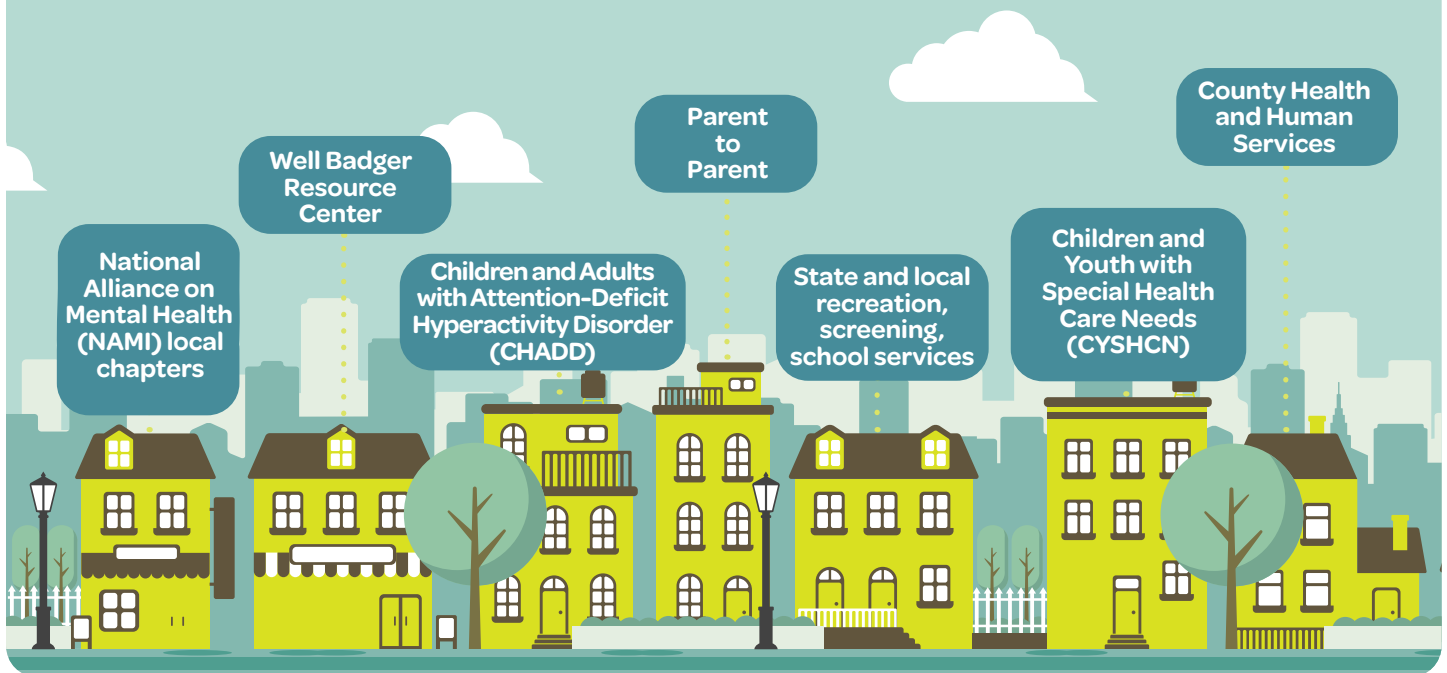 National
Alliance on
Mental Health
(NAMI) local
chapters
Well Badger
Resource
Center
Children and Adults
with Attention-Deficit
Hyperactivity Disorder
(CHADD)
Parent
to
Parent
State and local
recreation,
screening,
school services
Children and
Youth with
Special Health
Care Needs
(CYSHCN)
County Health
and Human
Services